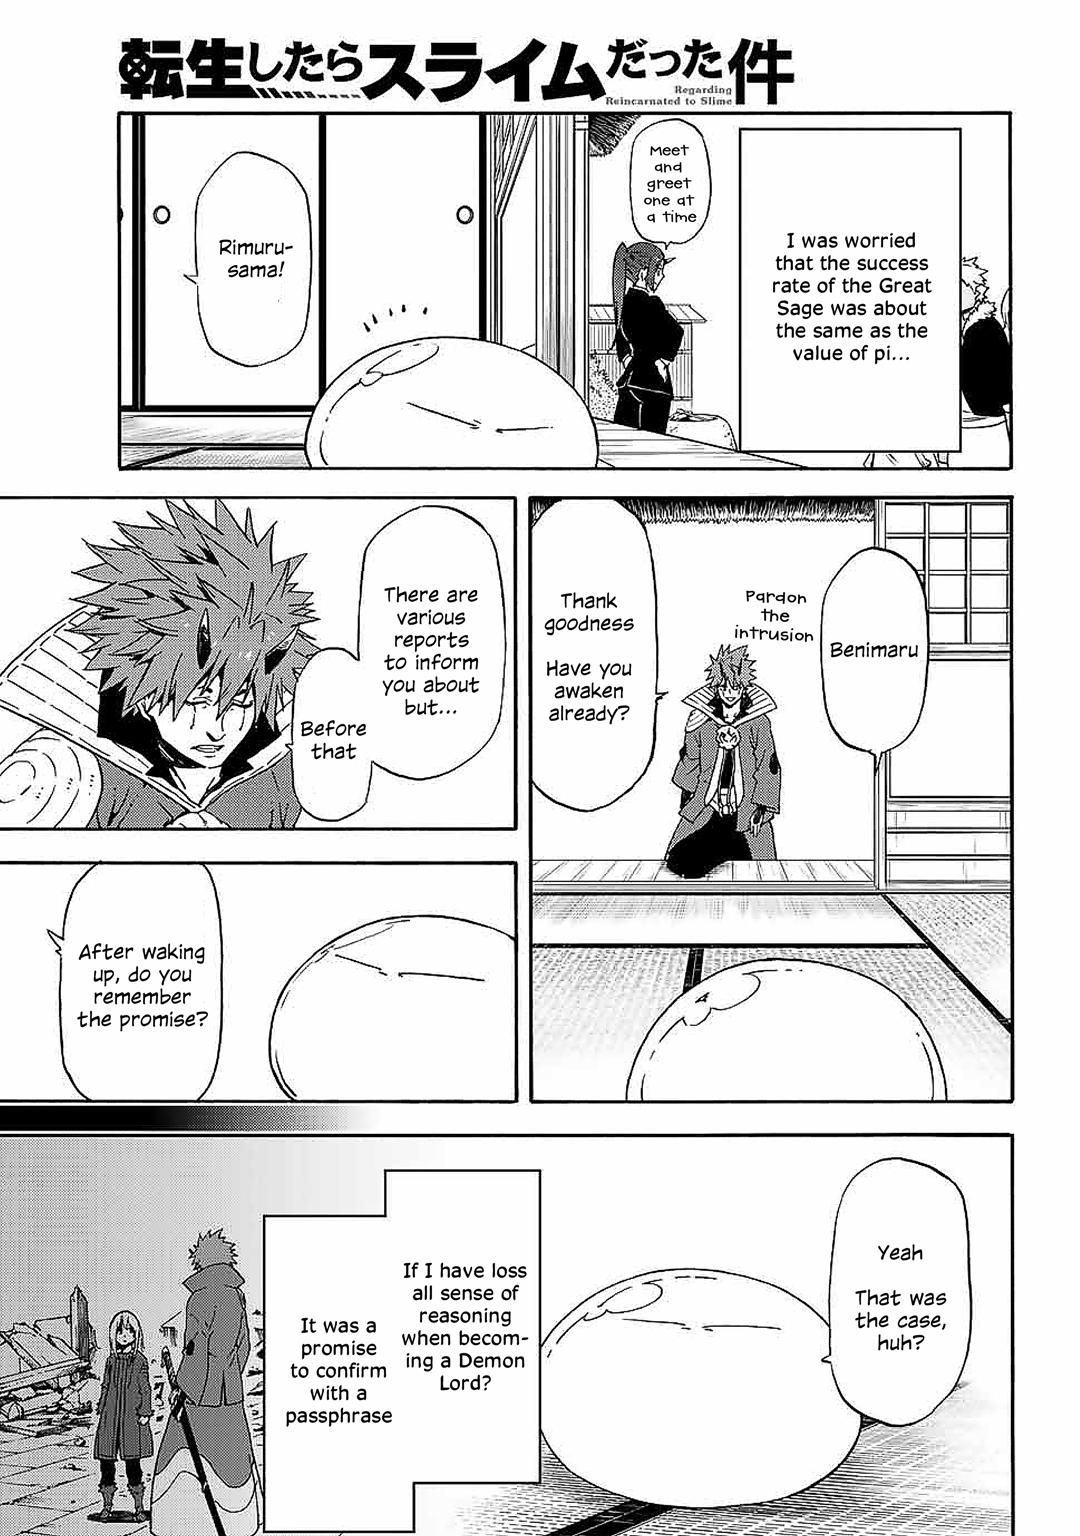 転生したらスライムだった件
Regarding
Reincarnated to Slime
I was worried
that the success
rate of the Great
Sage was about
the same as the
value of pi...
Meet
and
greet
one at
a time
Rimuru-
sama!
Benimaru
Pardon
the
intrusion
Thank
goodness
Have you
awaken
already?
There are
various
reports
to inform
you about
but...
Before
that
After waking
up, do you
remember
the promise?
Yeah
That was
the case,
huh?
If I have loss
all sense of
reasoning
when becom-
ing a Demon
Lord?
It was a
promise
to confirm
with a
passphrase